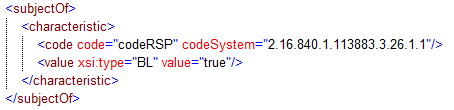 <subjectOf>
<characteristic>
<code code="codeRSP" codeSystem="2.16.840.1.113883.3.26.1.1"/>
<value xsi:type="BL" value="true"/>
</characteristic>
</subjectOf>